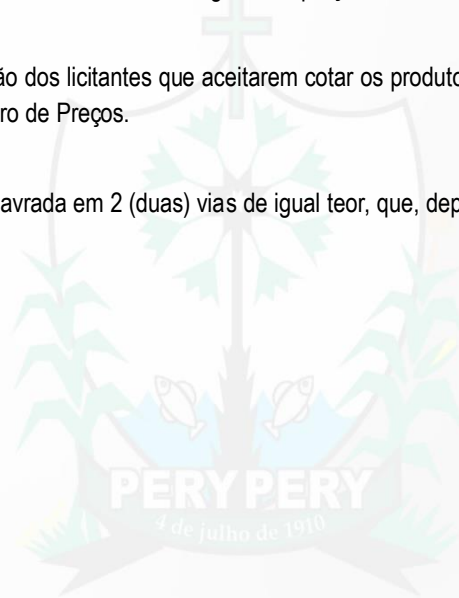 ão dos licitantes que aceitarem cotar os produto
ro de Preços.
avrada em 2 (duas) vias de igual teor, que, dep
PERY PERY
4 de julho de 1910